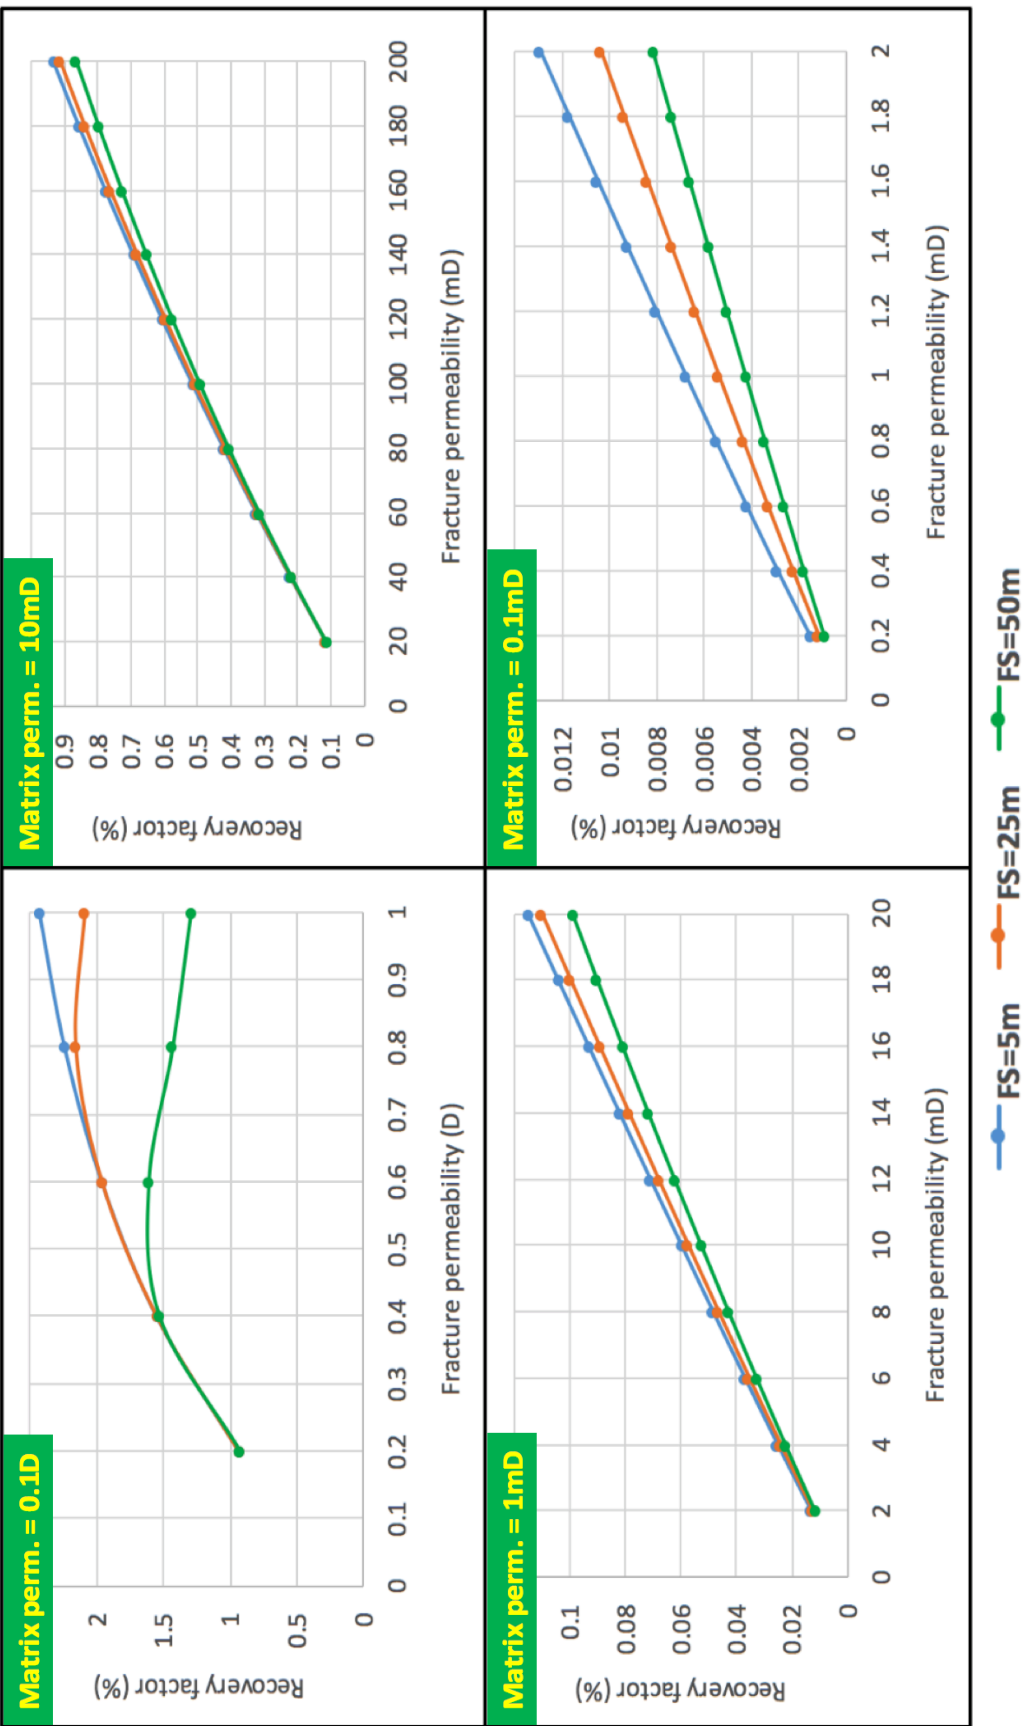 Matrix perm. = 0.1D
Recovery factor (%)
2
1.5
1
0.5
0
0 0.1 0.2 0.3 0.4 0.5 0.6 0.7 0.8 0.9 1
Fracture permeability (D)
Matrix perm. = 10mD
Recovery factor (%)
0.9
0.8
0.7
0.6
0.5
0.4
0.3
0.2
0.1
0
0 20 40 60 80 100 120 140 160 180 200
Fracture permeability (mD)
Matrix perm. = 1mD
Recovery factor (%)
0.1
0.08
0.06
0.04
0.02
0
0 2 4 6 8 10 12 14 16 18 20
Fracture permeability (mD)
Matrix perm. = 0.1mD
Recovery factor (%)
0.012
0.01
0.008
0.006
0.004
0.002
0
0 0.2 0.4 0.6 0.8 1 1.2 1.4 1.6 1.8 2
Fracture permeability (mD)
FS=5m FS=25m FS=50m